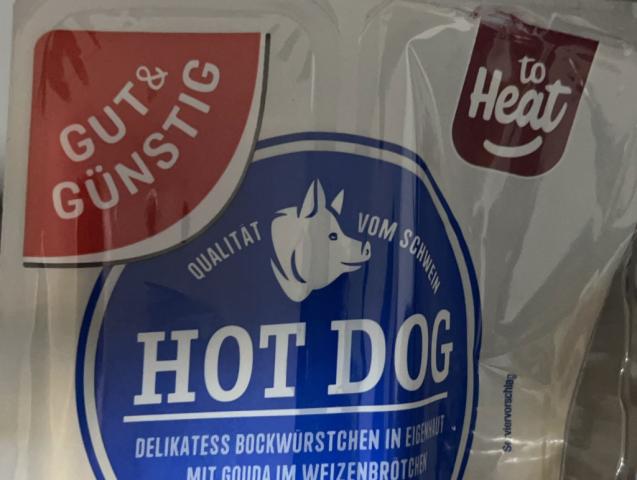 GUT&
GÜNSTIG
to
Heat
QUALITÄT VOM SCHWEIN
HOT DOG
DELIKATESS BOCKWÜRSTCHEN IN EIGENHAUT
MIT GOUDA IM WEIZENBRÖTCHEN
Serviervorschlag